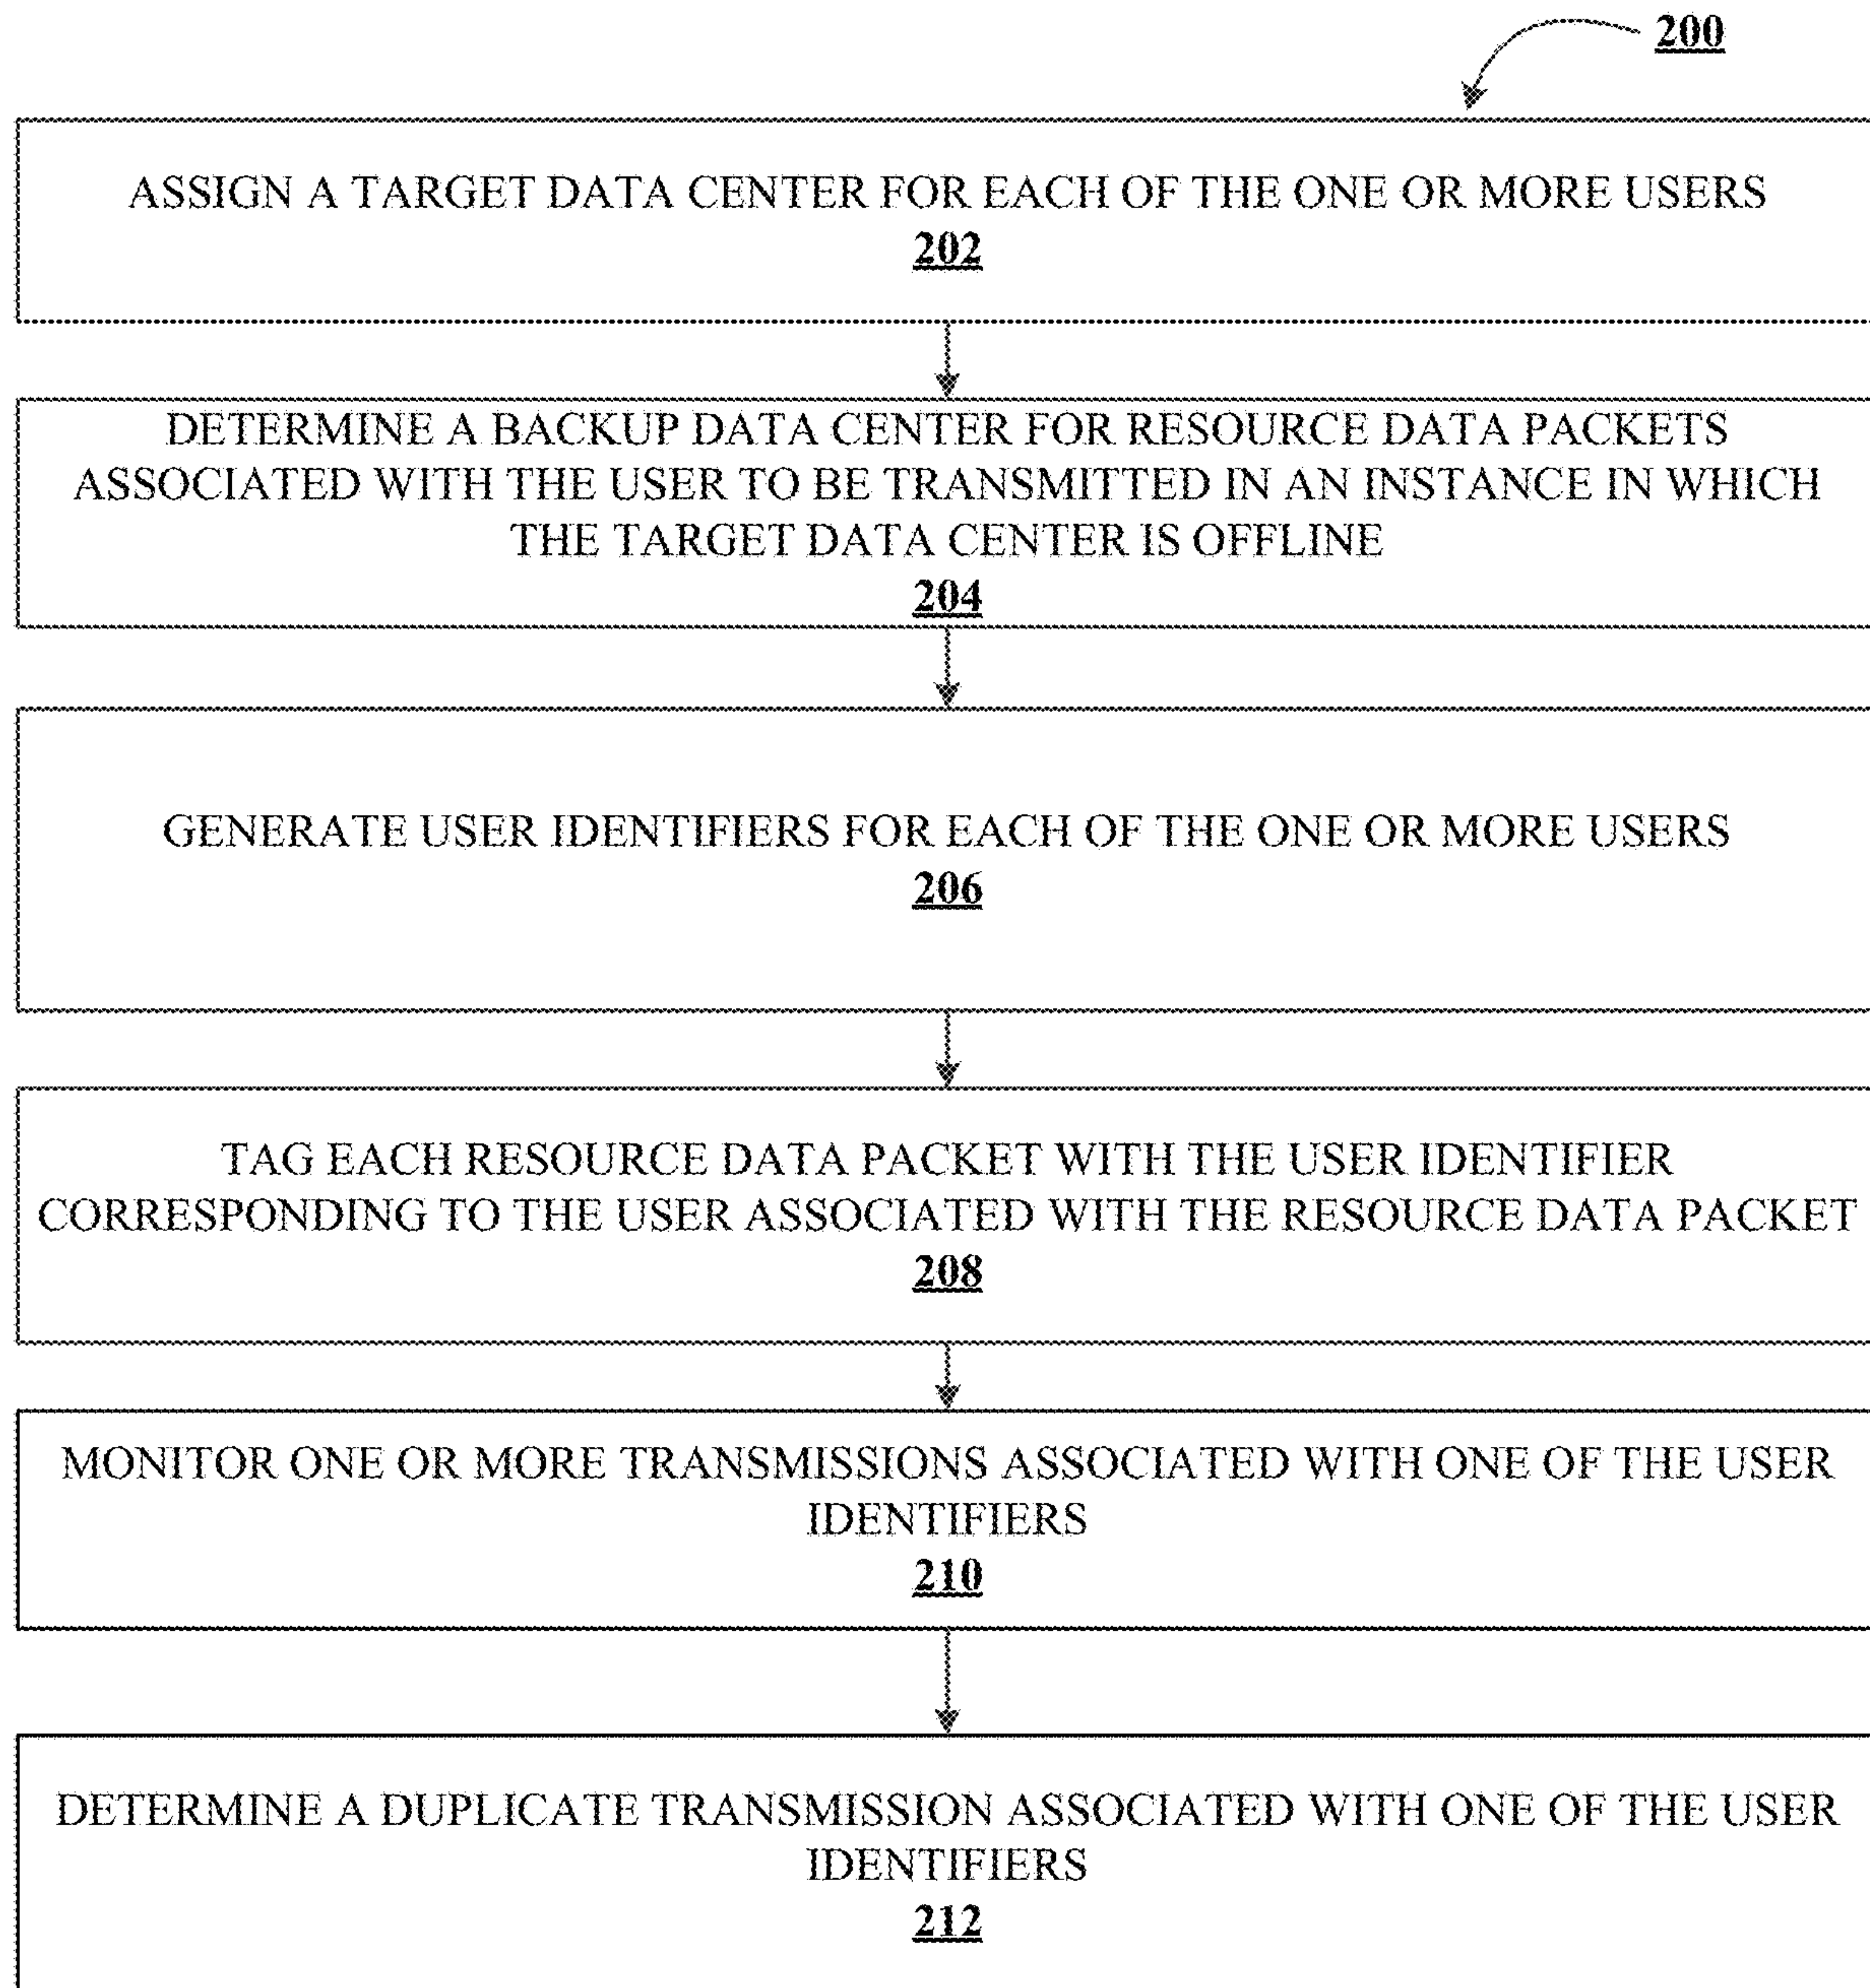 200
ASSIGN A TARGET DATA CENTER FOR EACH OF THE ONE OR MORE USERS
202
DETERMINE A BACKUP DATA CENTER FOR RESOURCE DATA PACKETS
ASSOCIATED WITH THE USER TO BE TRANSMITTED IN AN INSTANCE IN WHICH
THE TARGET DATA CENTER IS OFFLINE
204
GENERATE USER IDENTIFIERS FOR EACH OF THE ONE OR MORE USERS
206
TAG EACH RESOURCE DATA PACKET WITH THE USER IDENTIFIER
CORRESPONDING TO THE USER ASSOCIATED WITH THE RESOURCE DATA PACKET
208
MONITOR ONE OR MORE TRANSMISSIONS ASSOCIATED WITH ONE OF THE USER
IDENTIFIERS
210
DETERMINE A DUPLICATE TRANSMISSION ASSOCIATED WITH ONE OF THE USER
IDENTIFIERS
212